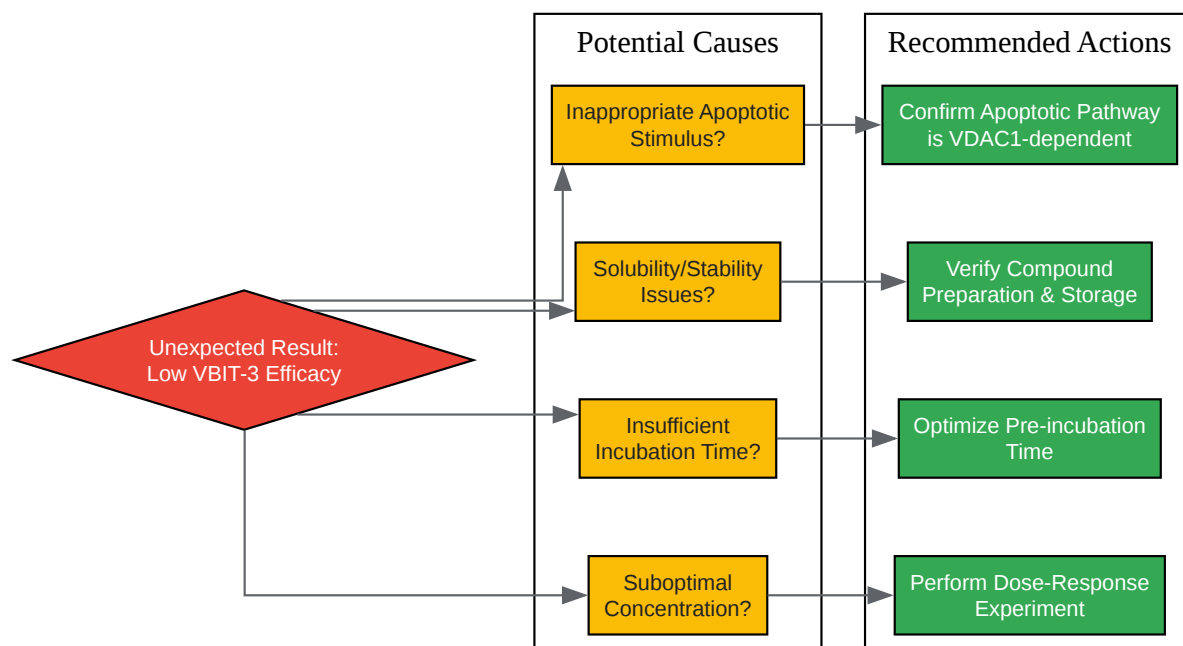 Potential Causes
Recommended Actions
Inappropriate Apoptotic
Stimulus?
Confirm Apoptotic Pathway
is VDAC1-dependent
Solubility/Stability
Issues?
Verify Compound
Preparation & Storage
Unexpected Result:
Low VBIT-3 Efficacy
Insufficient
Incubation Time?
Optimize Pre-incubation
Time
Suboptimal
Concentration?
Perform Dose-Response
Experiment